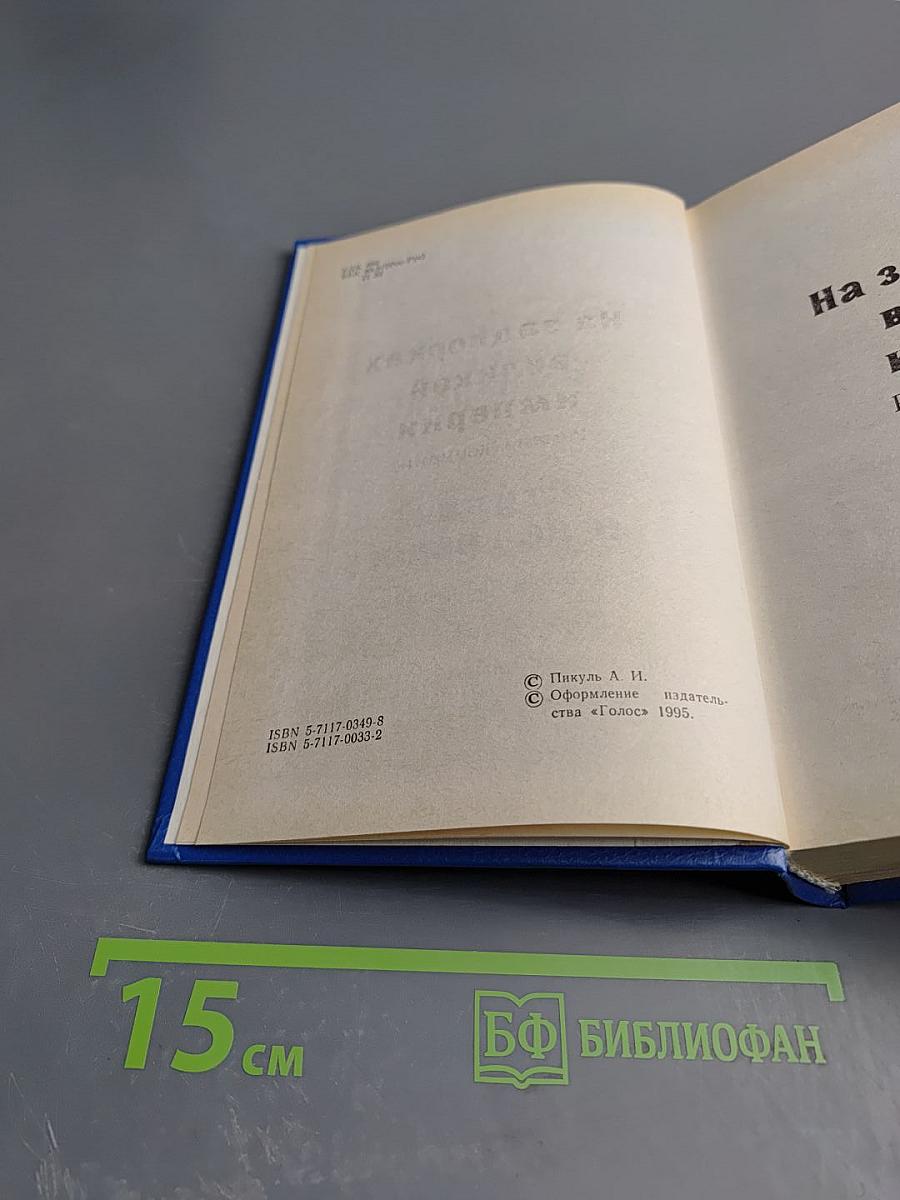 На з
© Пикуль А. И.
© Оформление издатель-
ства «Голос» 1995.
ISBN 5-7117-0349-8
ISBN 5-7117-0033-2
15 см
БФ БИБЛИОФАН